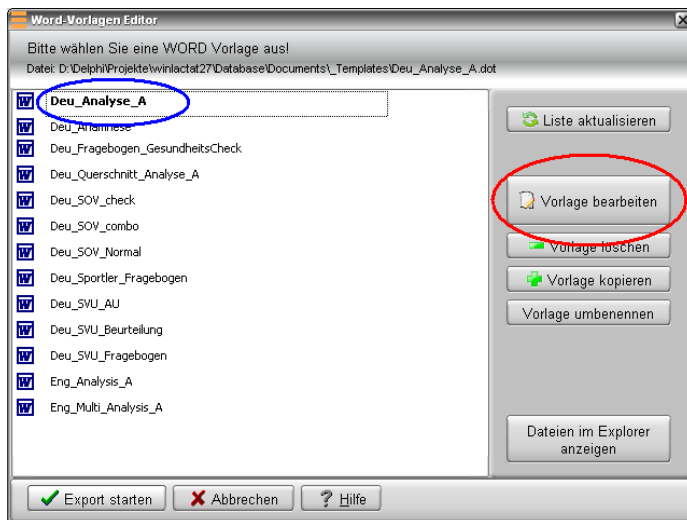 Word-Vorlagen Editor
Bitte wählen Sie eine WORD Vorlage aus!
Datei: D:\Delphi\Projekte\winlactat27\Database\Documents\_Templates\Deu_Analyse_A.dot
Deu_Analyse_A
Deu_Anamnese
Deu_Fragebogen_GesundheitsCheck
Deu_Querschnitt_Analyse_A
Deu_SOV_check
Deu_SOV_combo
Deu_SOV_Normal
Deu_Sportler_Fragebogen
Deu_SVU_AU
Deu_SVU_Beurteilung
Deu_SVU_Fragebogen
Eng_Analysis_A
Eng_Multi_Analysis_A
Liste aktualisieren
Vorlage bearbeiten
Vorlage löschen
Vorlage kopieren
Vorlage umbenennen
Dateien im Explorer
anzeigen
Export starten
Abbrechen
Hilfe